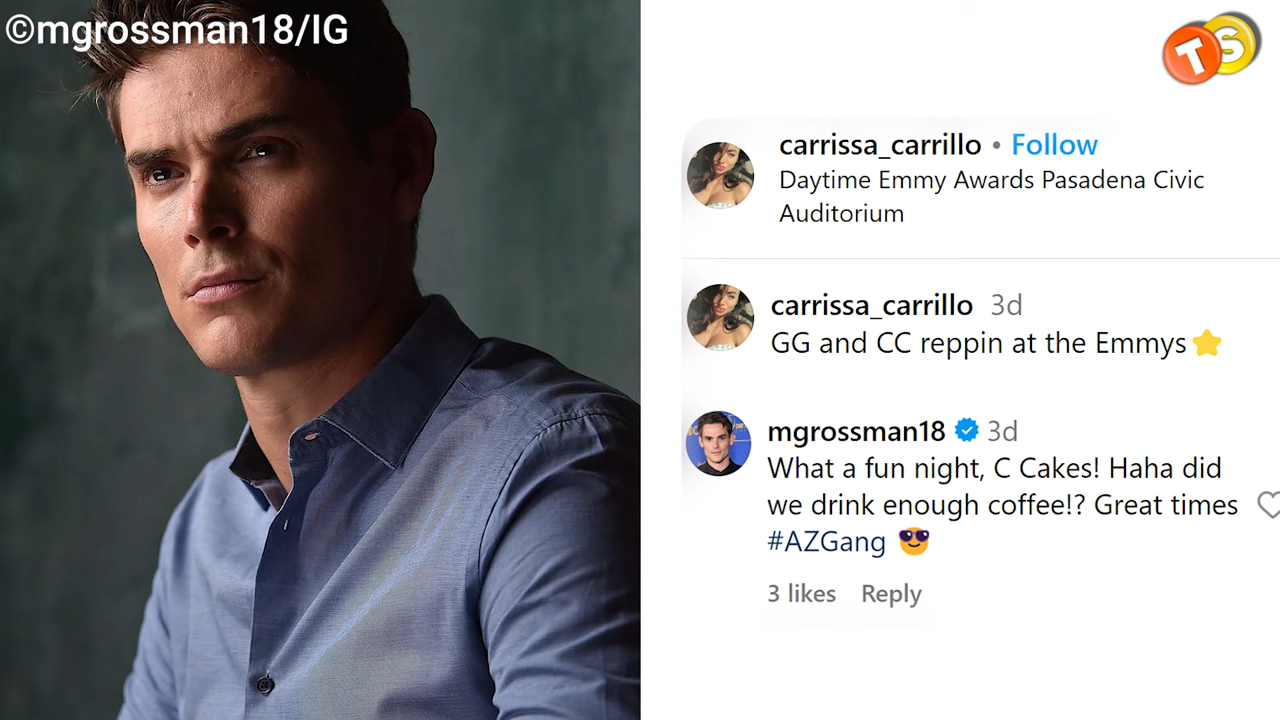 ©mgrossman18/IG
TS
carrissa_carrillo • Follow
Daytime Emmy Awards Pasadena Civic
Auditorium
carrissa_carrillo 3d
GG and CC reppin at the Emmys⭐
mgrossman18 3d
What a fun night, C Cakes! Haha did
we drink enough coffee!? Great times
#AZGang 😎
3 likes Reply